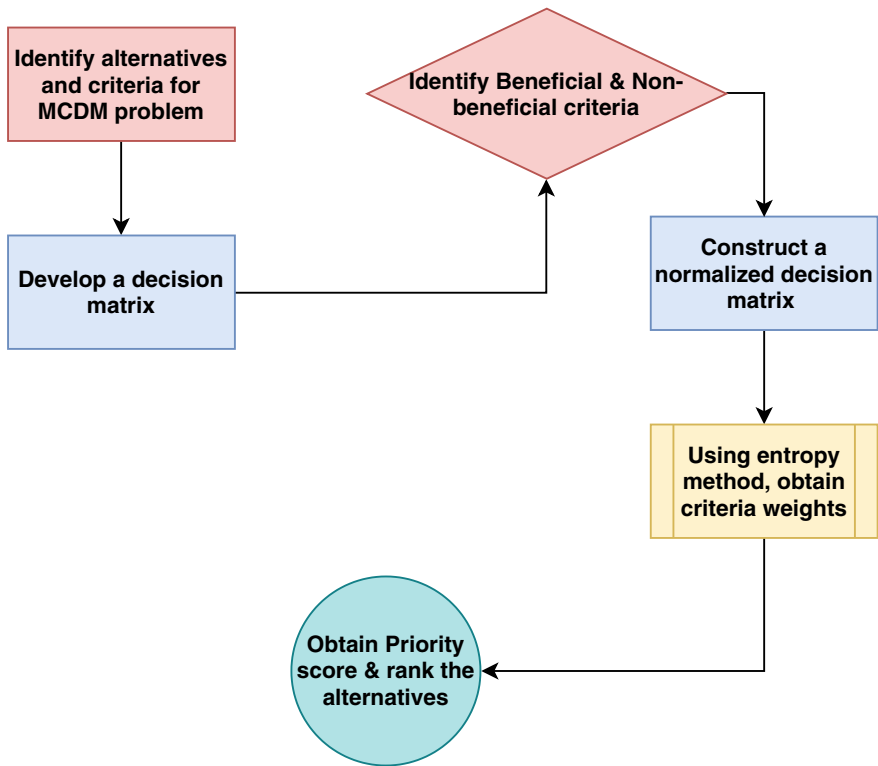 Identify alternatives
and criteria for
MCDM problem
Develop a decision
matrix
Identify Beneficial & Non-
beneficial criteria
Construct a
normalized decision
matrix
Using entropy
method, obtain
criteria weights
Obtain Priority
score & rank the
alternatives